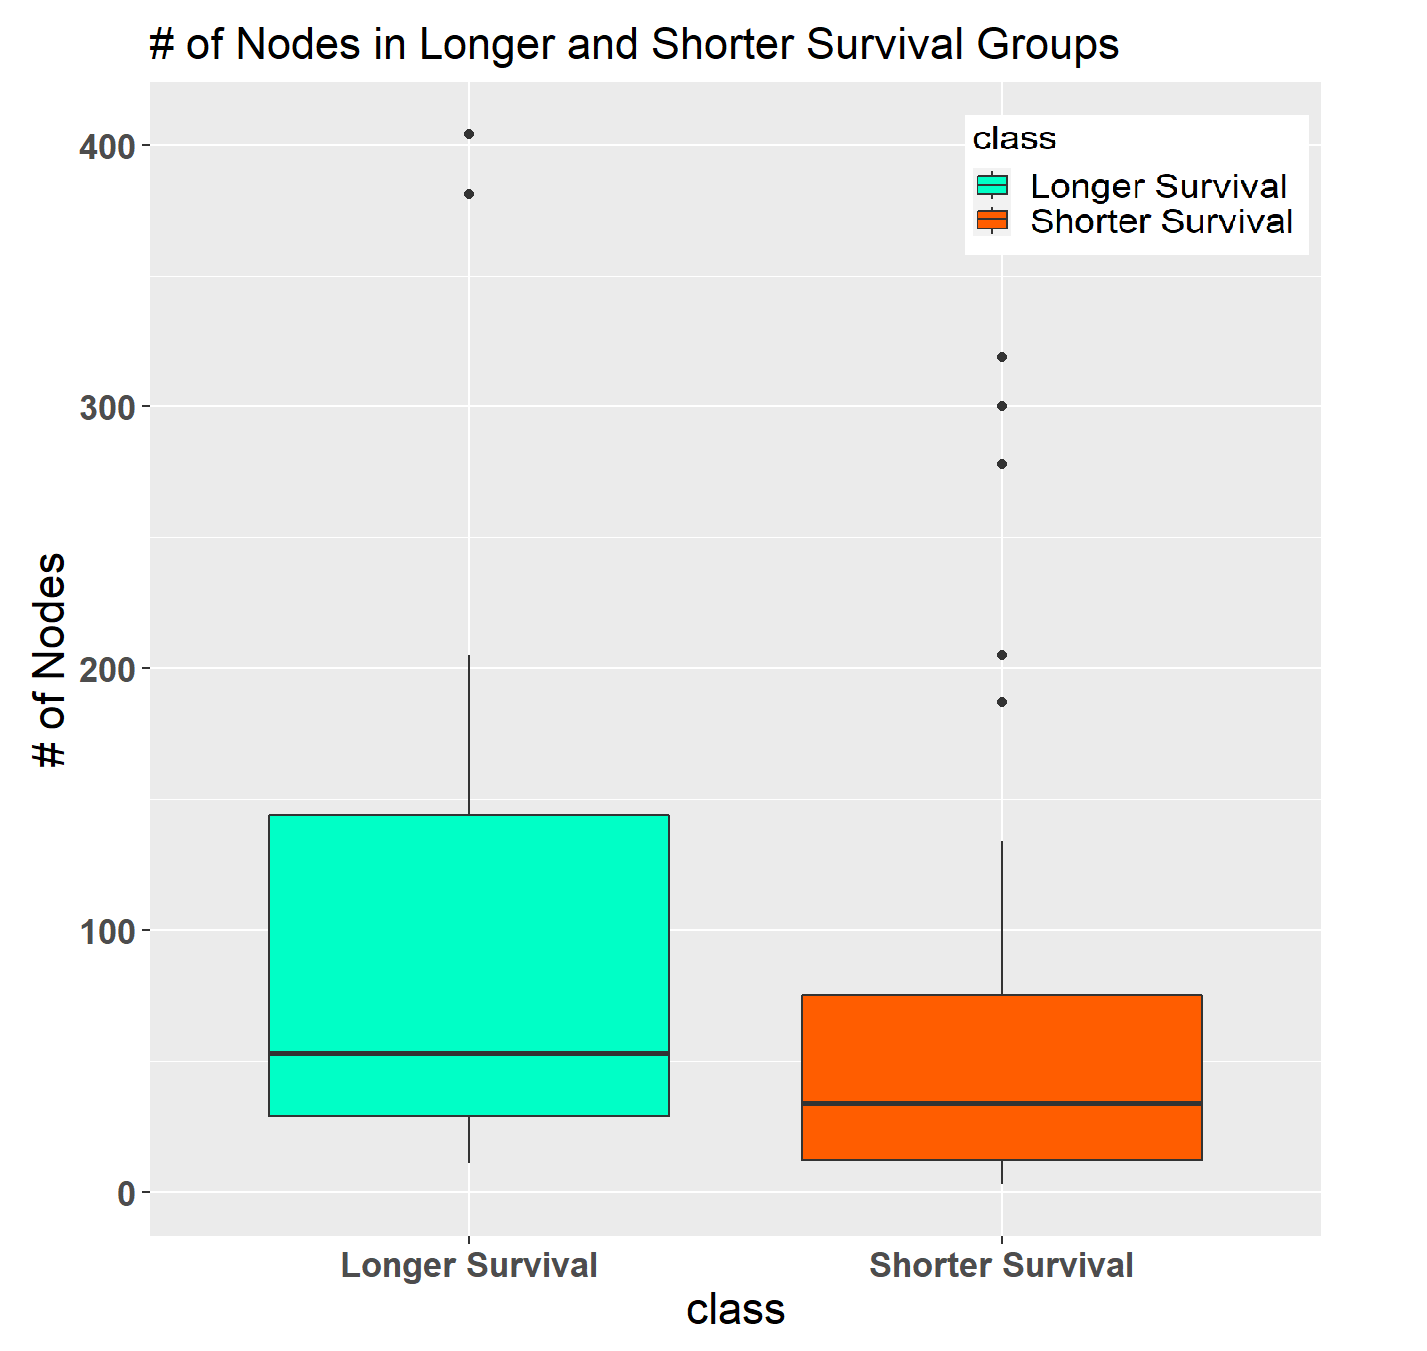 # of Nodes in Longer and Shorter Survival Groups
class
Longer Survival
Shorter Survival
400
300
200
100
0
# of Nodes
Longer Survival
Shorter Survival
class